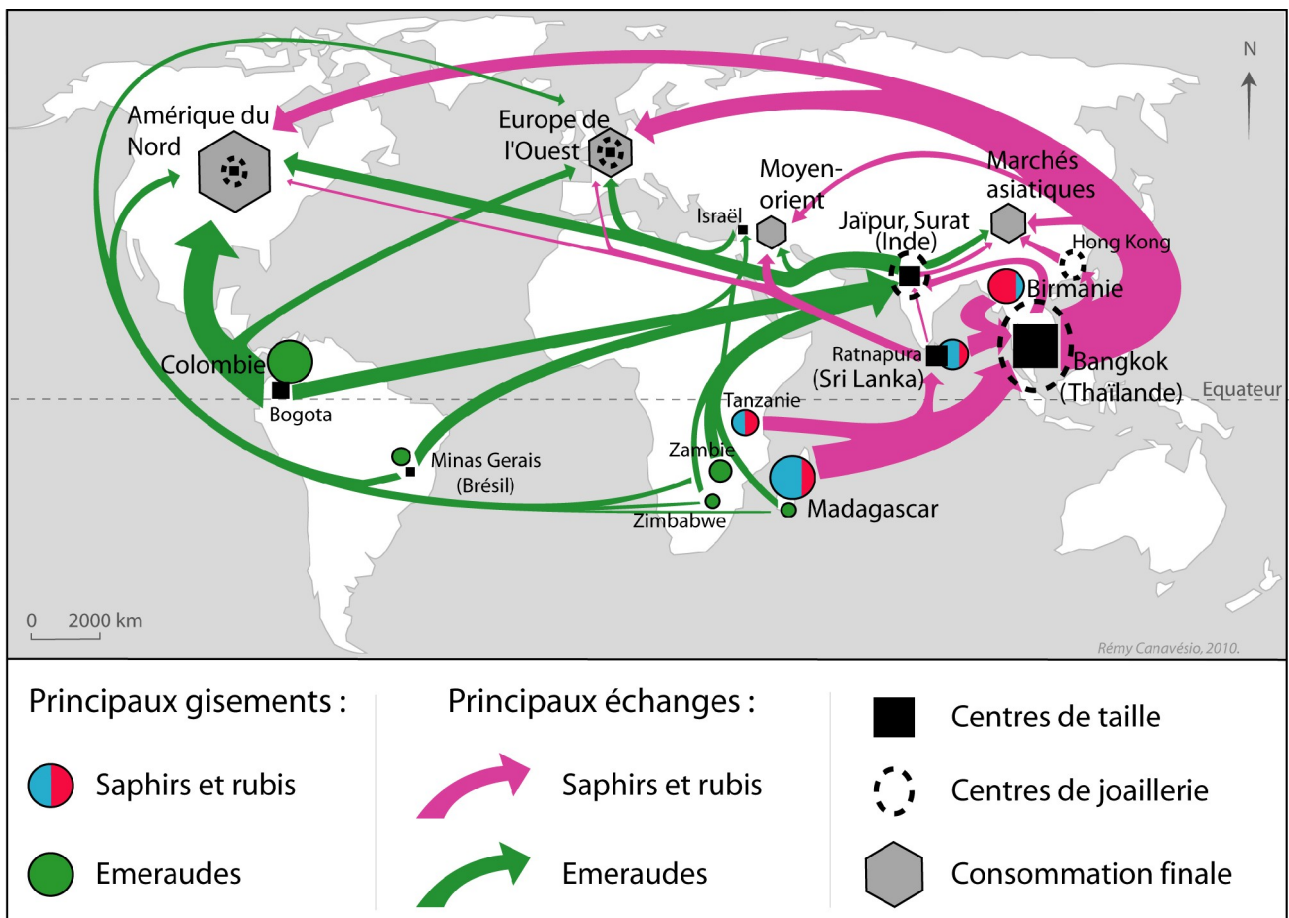 N
Amérique du
Nord
Europe de
l'Ouest
Moyen-
orient
Marchés
asiatiques
Israël
Jaïpur, Surat
(Inde)
Hong Kong
Birmanie
Colombie
Bogota
Ratnapura
(Sri Lanka)
Bangkok
(Thaïlande)
Equateur
Tanzanie
Zambie
Minas Gerais
(Brésil)
Zimbabwe
Madagascar
0 2000 km
Rémy Canavésio, 2010.
Principaux gisements :
Saphirs et rubis
Emeraudes
Principaux échanges :
Saphirs et rubis
Emeraudes
Centres de taille
Centres de joaillerie
Consommation finale